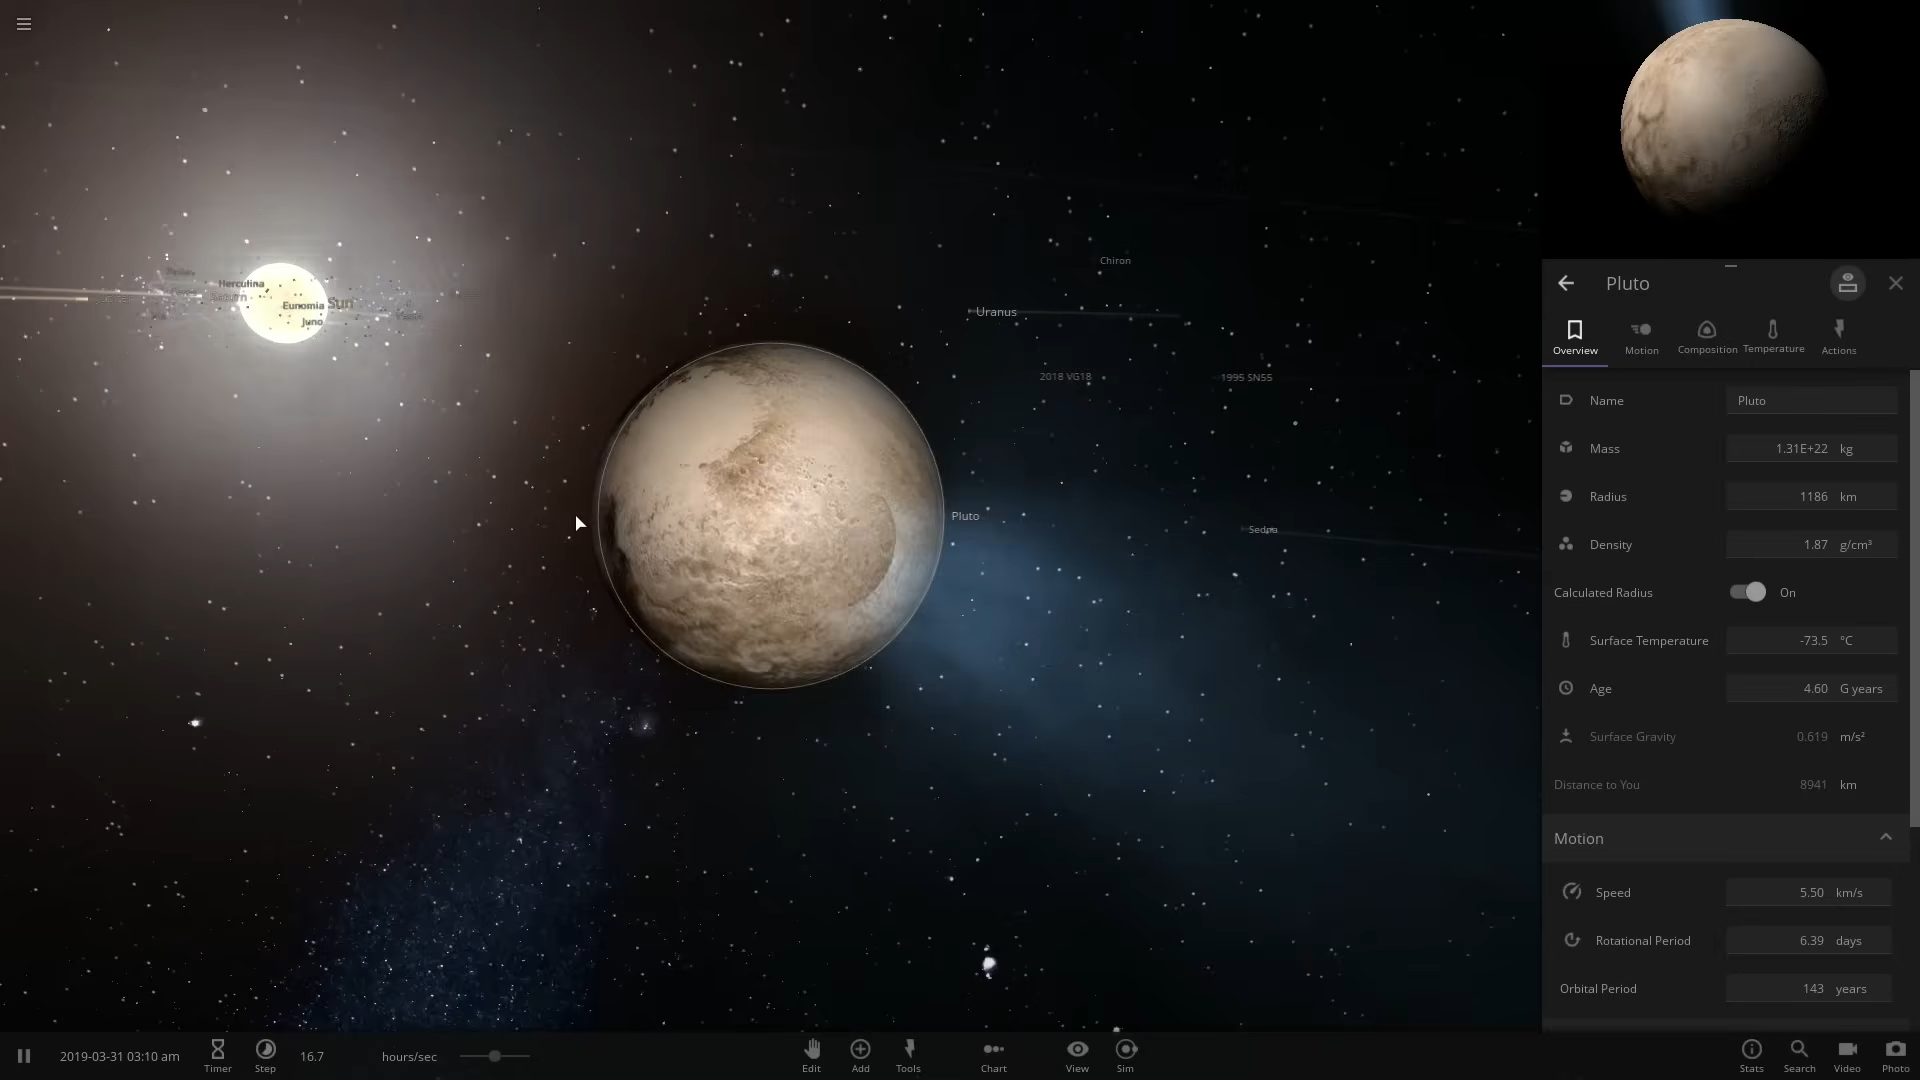 Chiron
Herculina
Saturn
Eunomia
Sun
Juno
Uranus
2018 VG18
1995 SN55
Pluto
Sedna
Pluto
Overview
Motion
Composition
Temperature
Actions
Name Pluto
Mass 1.31E+22 kg
Radius 1186 km
Density 1.87 g/cm³
Calculated Radius On
Surface Temperature -73.5 °C
Age 4.60 G years
Surface Gravity 0.619 m/s²
Distance to You 8941 km
Motion
Speed 5.50 km/s
Rotational Period 6.39 days
Orbital Period 143 years
2019-03-31 03:10 am
Timer
Step
16.7 hours/sec
Edit
Add
Tools
Chart
View
Sim
Stats
Search
Video
Photo